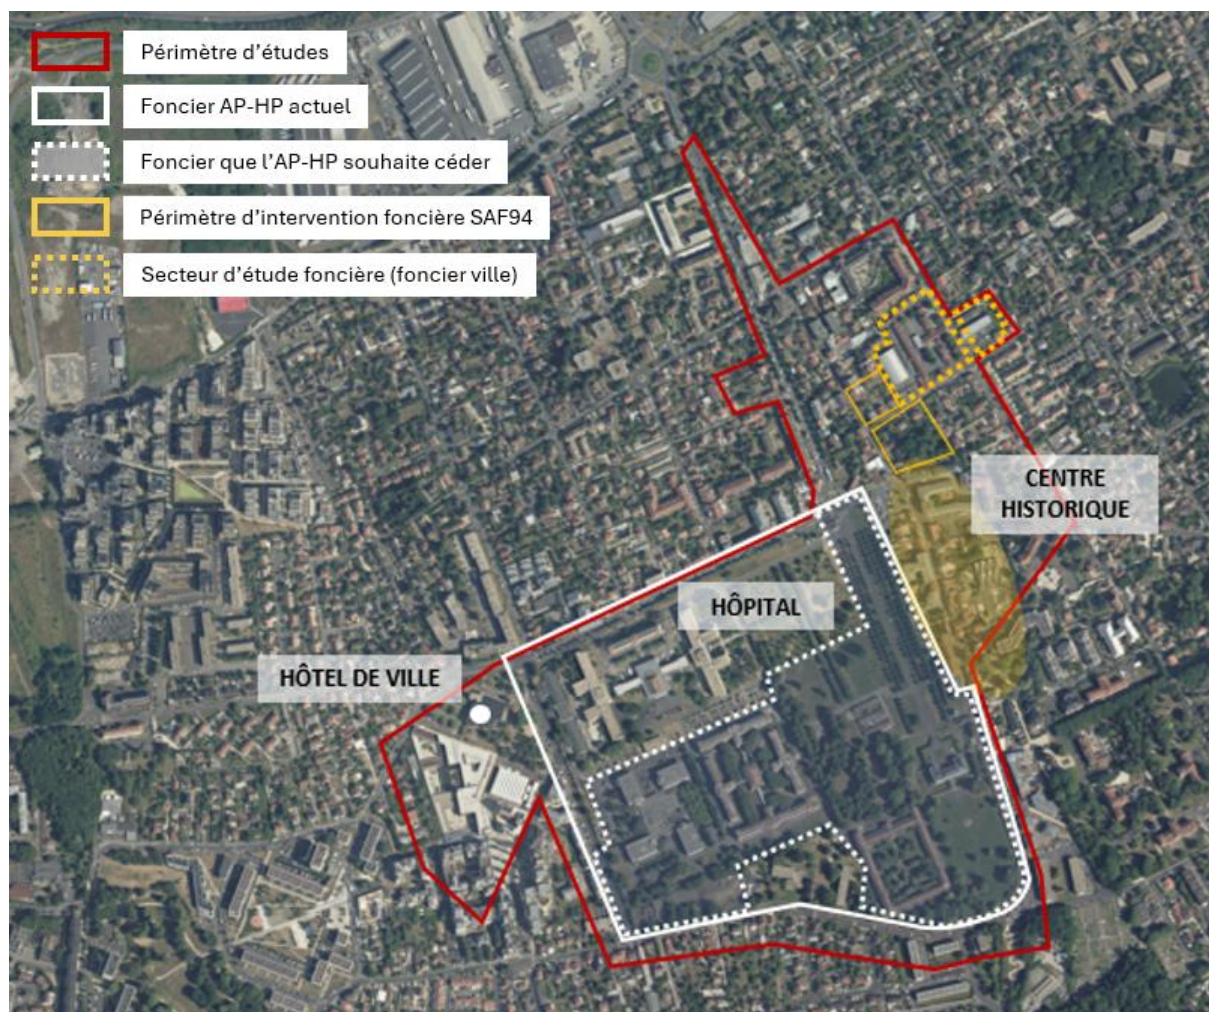 Périmètre d’études
Foncier AP-HP actuel
Foncier que l’AP-HP souhaite céder
Périmètre d’intervention foncière SAF94
Secteur d’étude foncière (foncier ville)
CENTRE
HISTORIQUE
HÔPITAL
HÔTEL DE VILLE